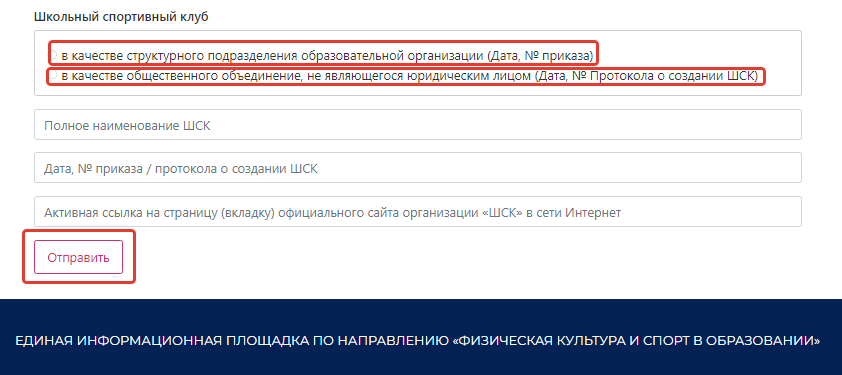 Школьный спортивный клуб
в качестве структурного подразделения образовательной организации (Дата, № приказа)
в качестве общественного объединение, не являющегося юридическим лицом (Дата, № Протокола о создании ШСК)
Полное наименование ШСК
Дата, № приказа / протокола о создании ШСК
Активная ссылка на страницу (вкладку) официального сайта организации «ШСК» в сети Интернет
Отправить
ЕДИНАЯ ИНФОРМАЦИОННАЯ ПЛОЩАДКА ПО НАПРАВЛЕНИЮ «ФИЗИЧЕСКАЯ КУЛЬТУРА И СПОРТ В ОБРАЗОВАНИИ»